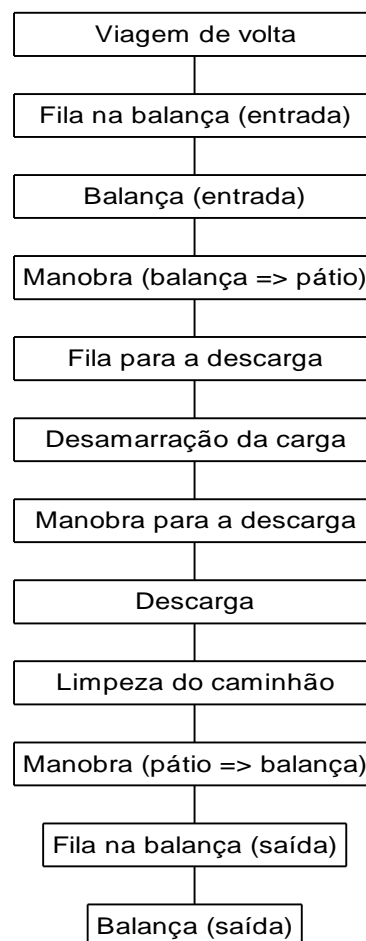 Viagem de volta
Fila na balança (entrada)
Balança (entrada)
Manobra (balança => pátio)
Fila para a descarga
Desamarração da carga
Manobra para a descarga
Descarga
Limpeza do caminhão
Manobra (pátio => balança)
Fila na balança (saída)
Balança (saída)